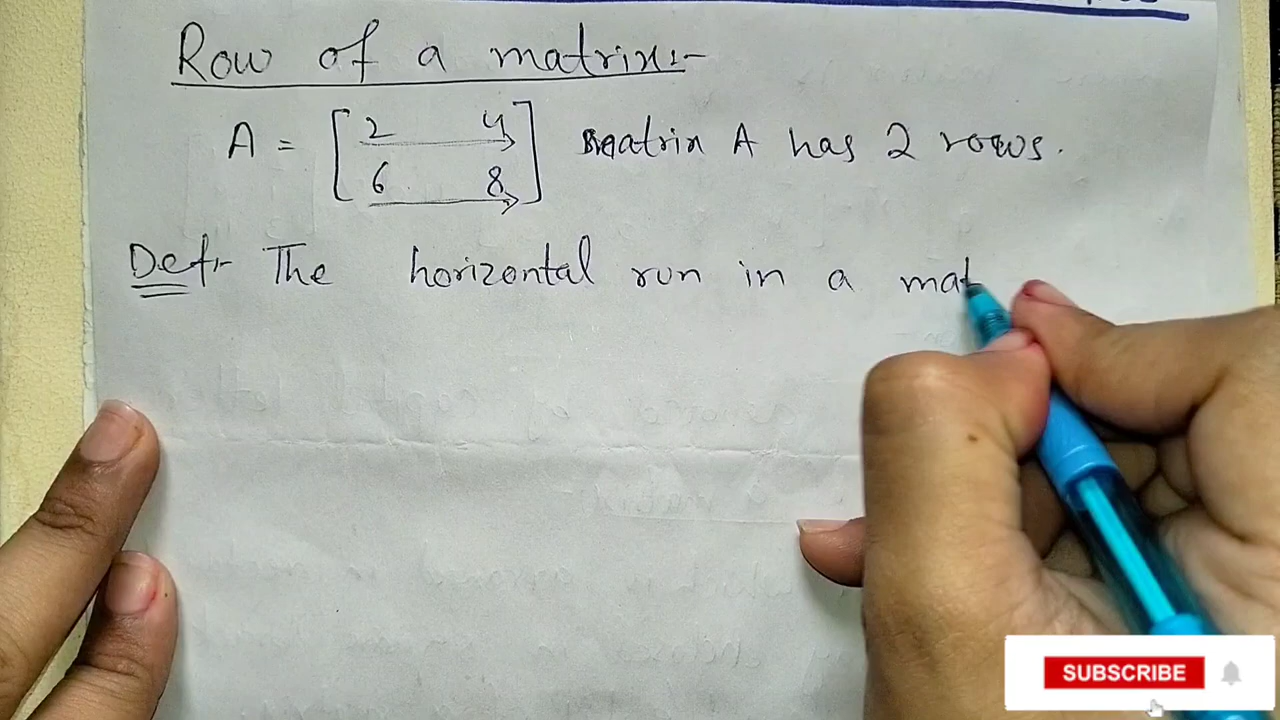 Row of a matrix:-
A = [2 4
6 8] matrix A has 2 rows.
Def:- The horizontal run in a mat
SUBSCRIBE